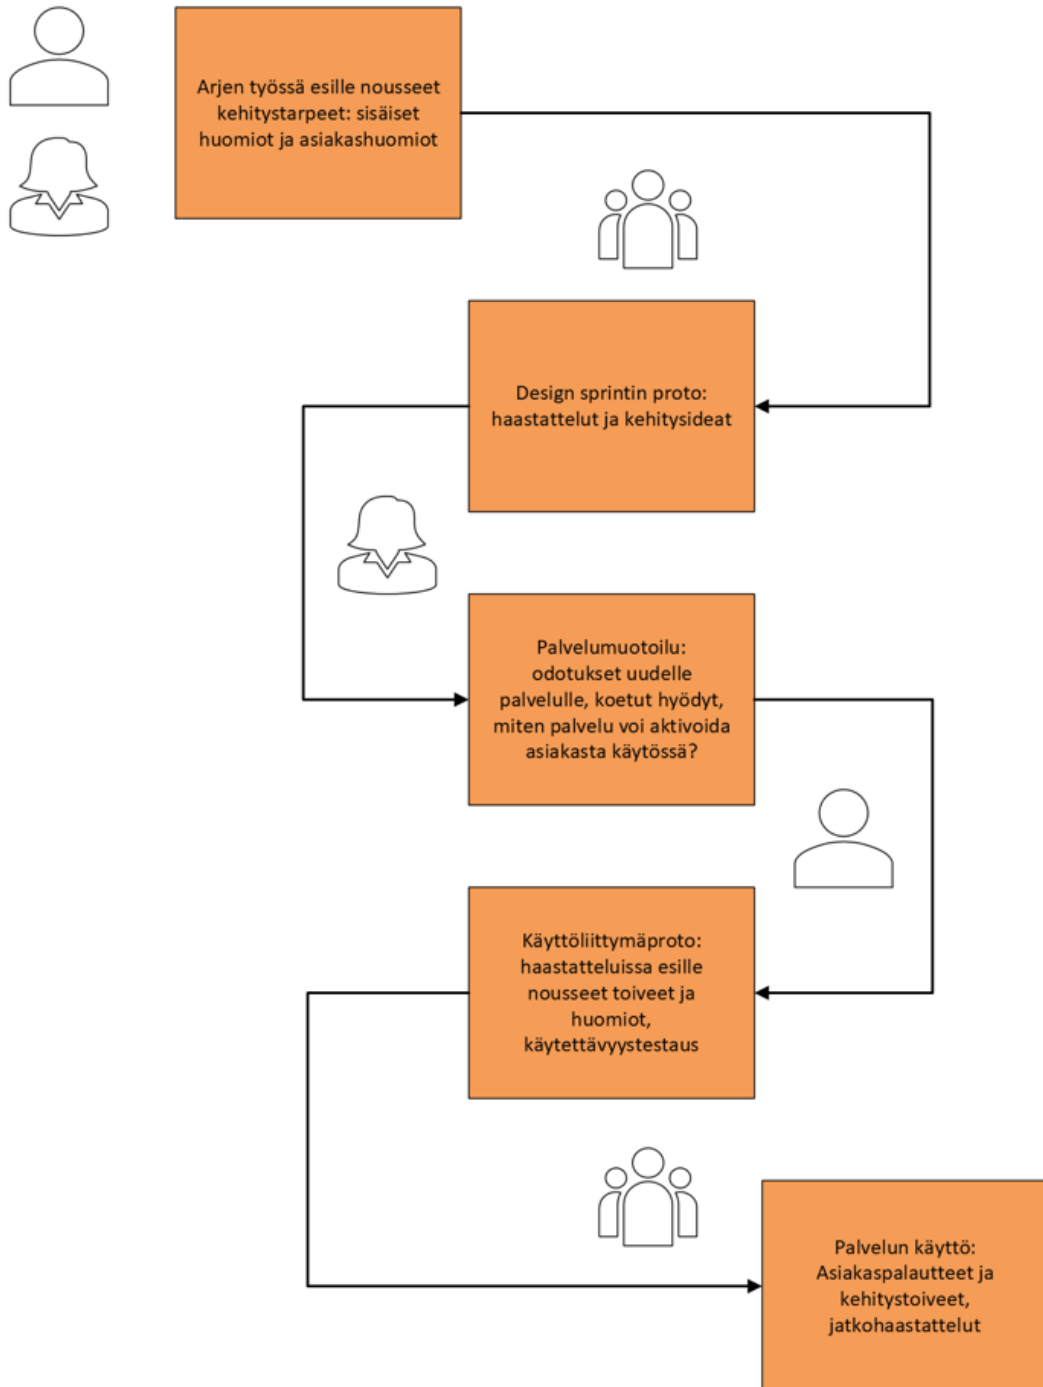 Arjen työssä esille nousseet
kehitystarpeet: sisäiset
huomiot ja asiakashuomiot
Design sprintin proto:
haastattelut ja kehitysideat
Palvelumuotoilu:
odotukset uudelle
palvelulle, koetut hyödyt,
miten palvelu voi aktivoida
asiakasta käytössä?
Käyttöliittymäproto:
haastatteluissa esille
nousseet toiveet ja
huomiot,
käytettävyystestaus
Palvelun käyttö:
Asiakaspalautteet ja
kehitystoiveet,
jatkohaastattelut